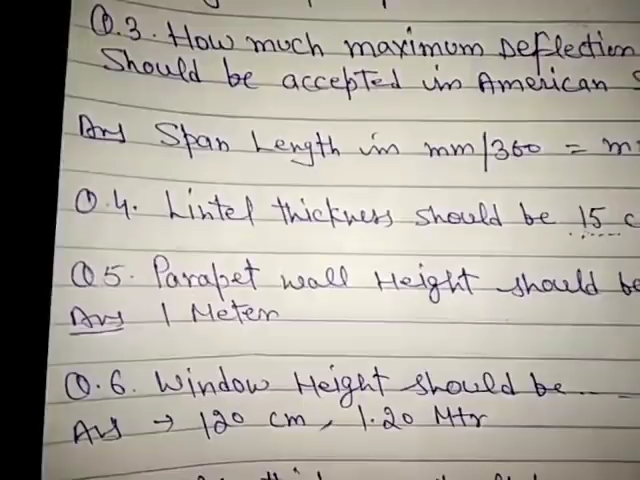 Q.3. How much maximum Deflection
Should be accepted in American
Ans Span Length in mm/360 = m
Q.4. Lintel thickness should be 15 c
Q5. Parapet wall Height should be
Ans 1 Meter
Q.6. Window Height should be....
Ans → 120 cm, 1.20 Mtr